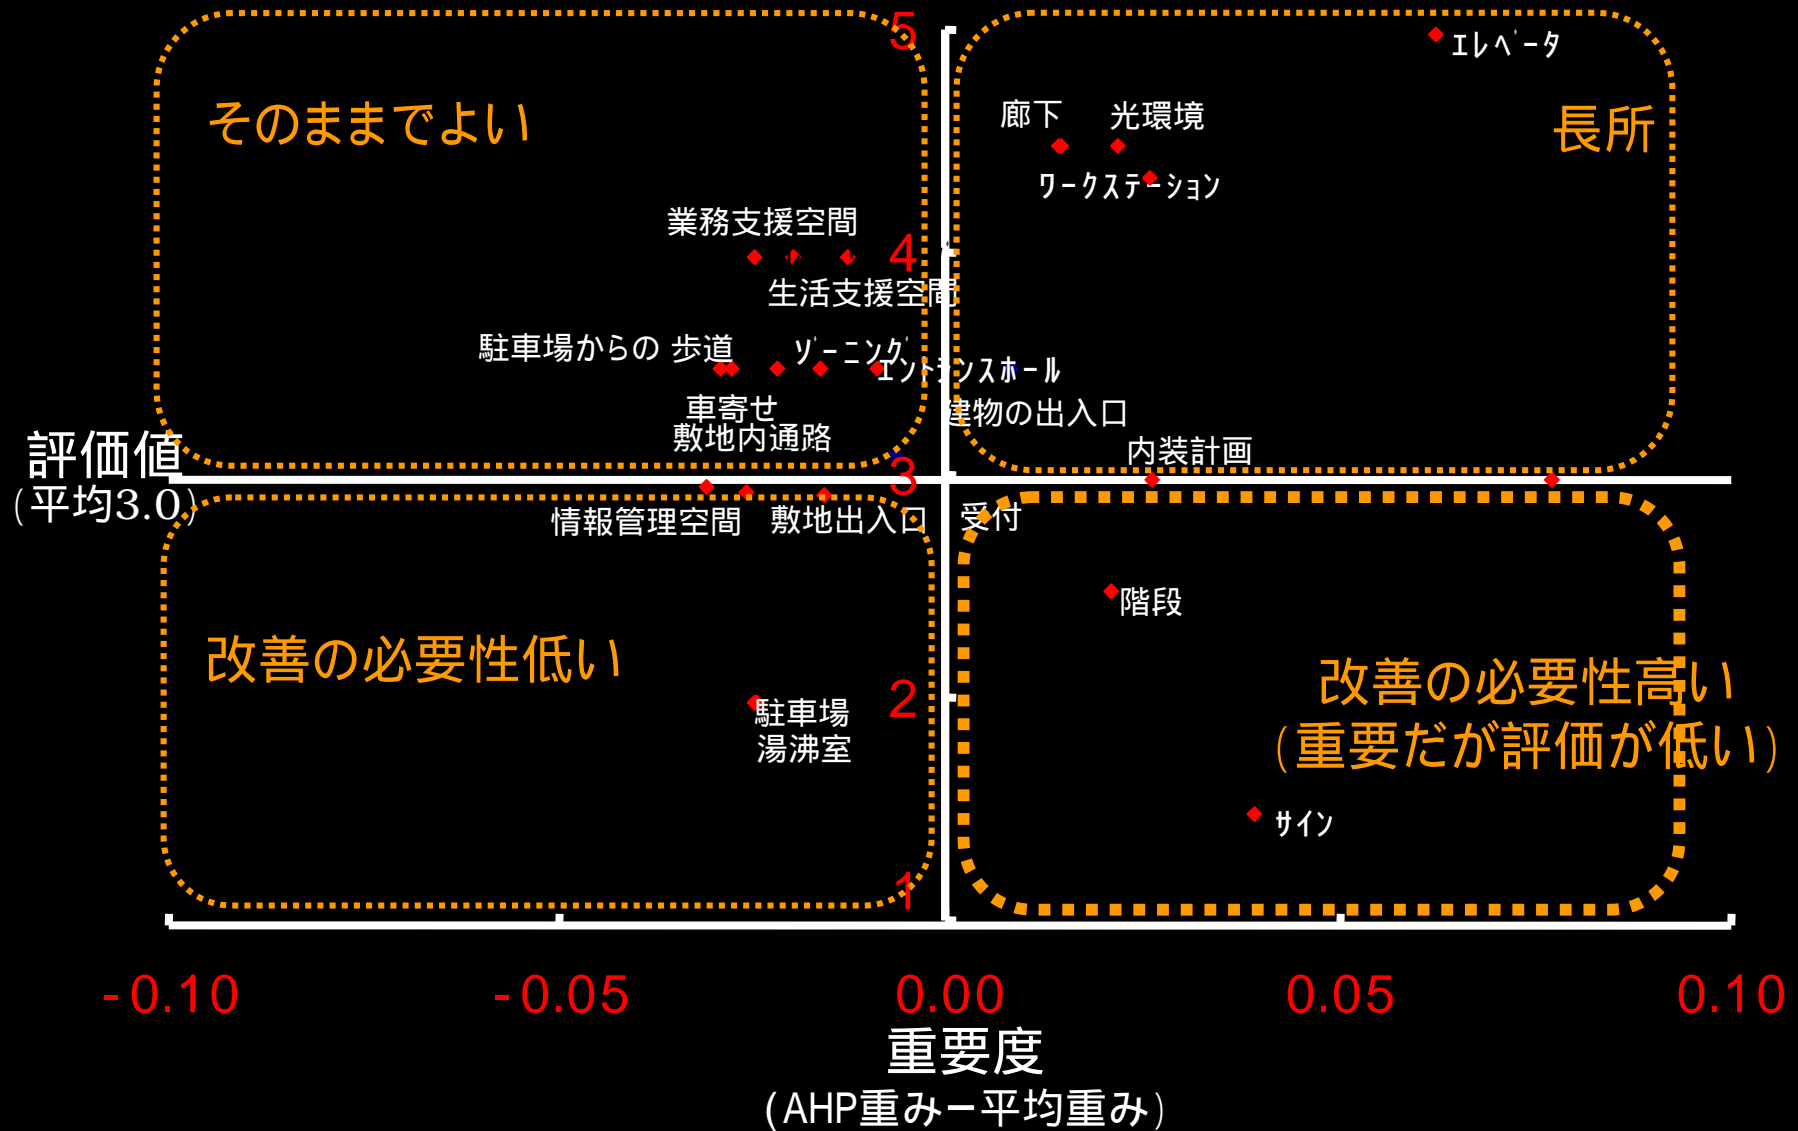 5
ｴﾚﾍﾞｰﾀ
そのままでよい
廊下
光環境
長所
ﾜｰｸｽﾃｰｼｮﾝ
業務支援空間
4
生活支援空間
駐車場からの 歩道
ｿﾞｰﾆﾝｸﾞ
ｴﾝﾄﾗﾝｽﾎｰﾙ
車寄せ
建物の出入口
敷地内通路
内装計画
評価値
(平均3.0)
3
情報管理空間
敷地出入口
受付
階段
改善の必要性低い
改善の必要性高い
(重要だが評価が低い)
2
駐車場
湯沸室
ｻｲﾝ
1
-0.10
-0.05
0.00
0.05
0.10
重要度
(AHP重みー平均重み)